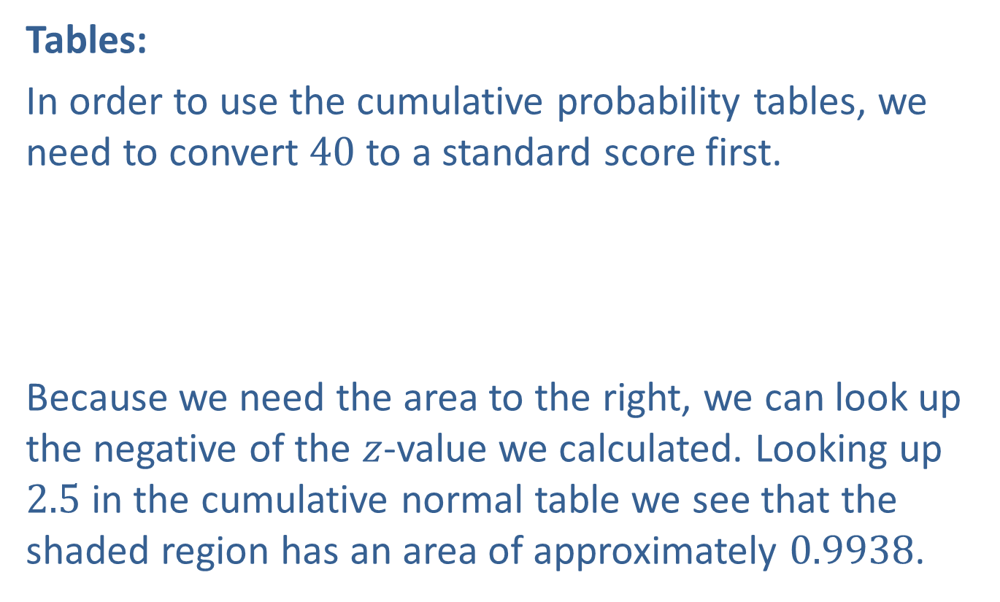 Tables:
In order to use the cumulative probability tables, we
need to convert 40 to a standard score first.
Because we need the area to the right, we can look up
the negative of the z-value we calculated. Looking up
2.5 in the cumulative normal table we see that the
shaded region has an area of approximately 0.9938.